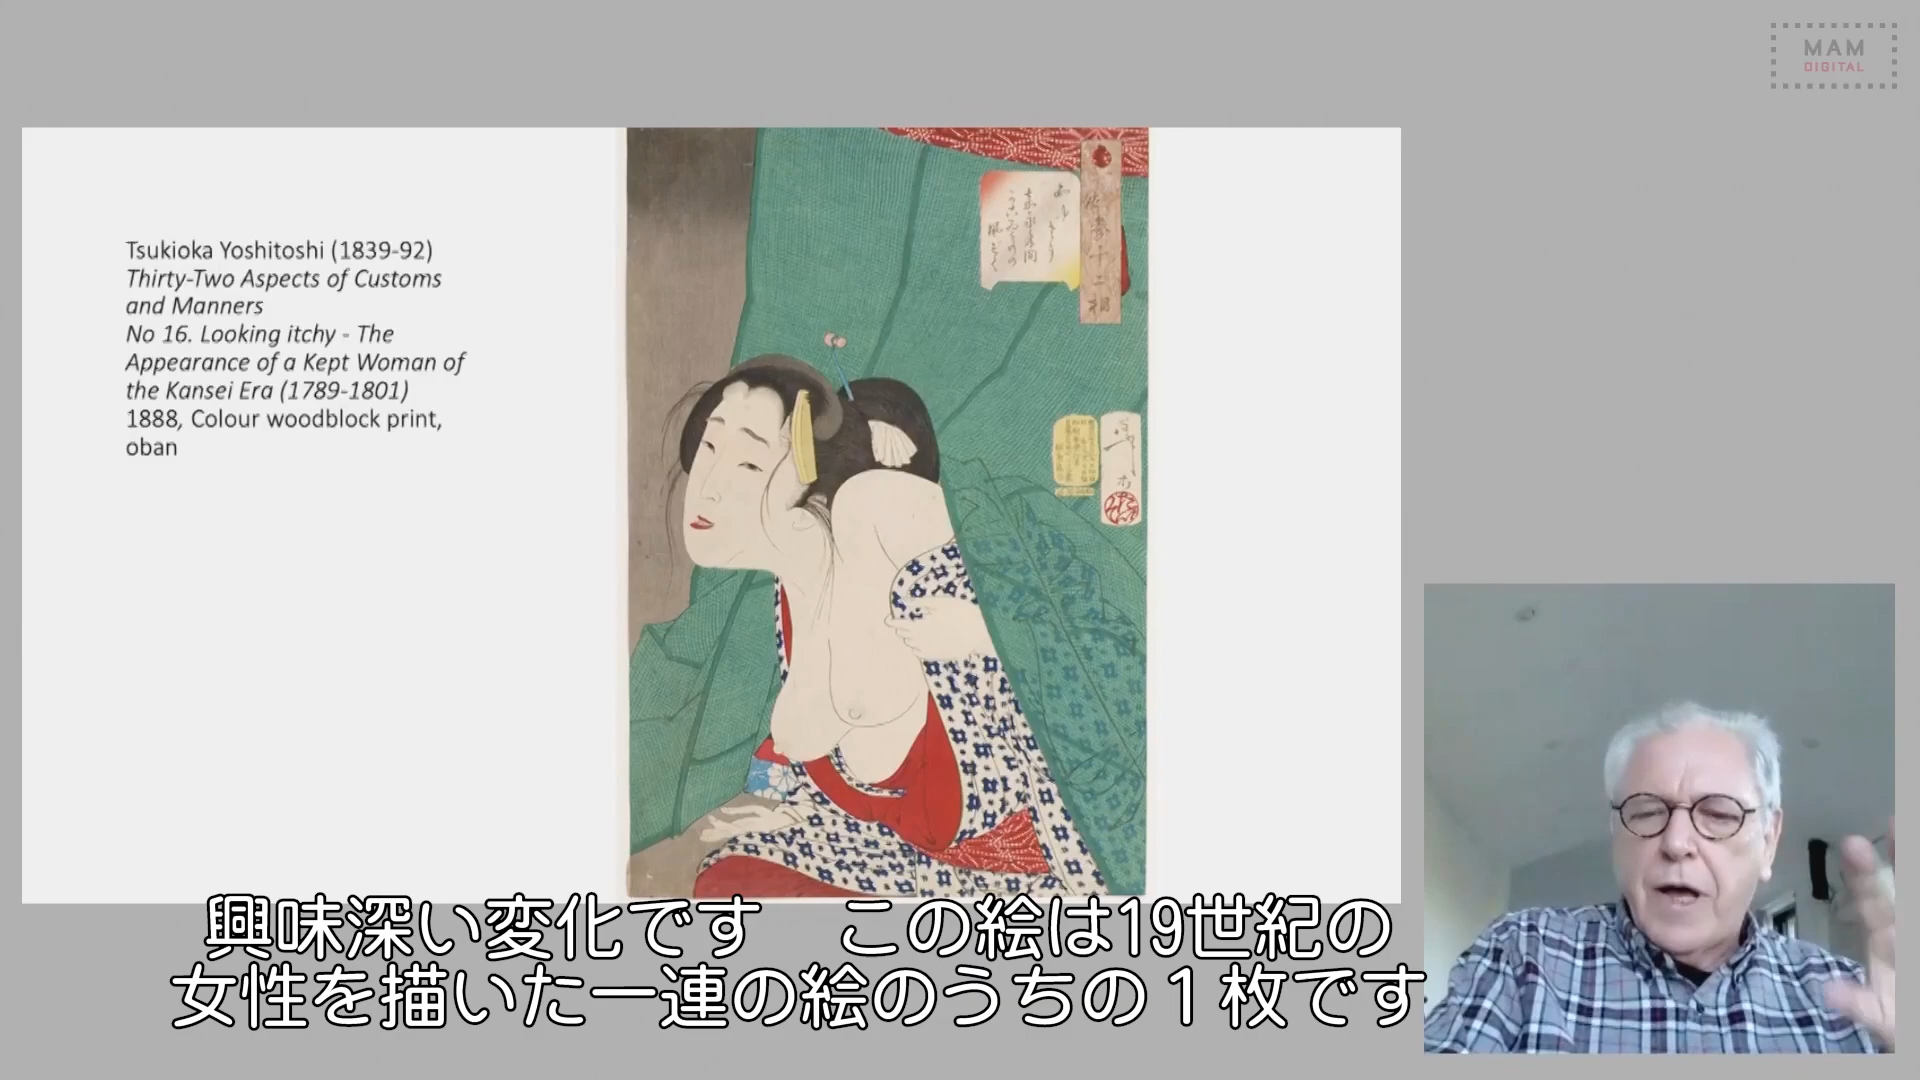 MAM
DIGITAL
Tsukioka Yoshitoshi (1839-92)
Thirty-Two Aspects of Customs
and Manners
No 16. Looking itchy - The
Appearance of a Kept Woman of
the Kansei Era (1789-1801)
1888, Colour woodblock print,
oban
興味深い変化です　この絵は19世紀の
女性を描いた一連の絵のうちの１枚です